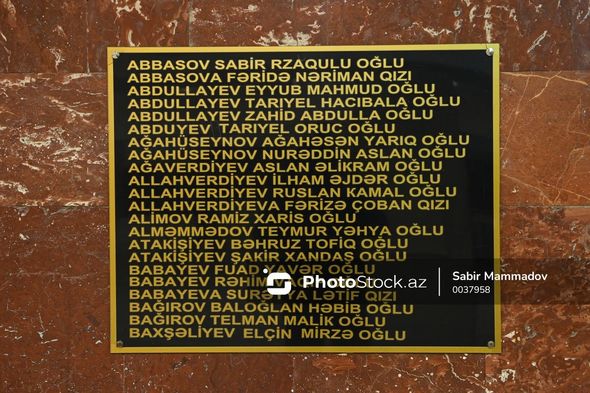 ABBASOV SABİR RZAQULU OĞLU
ABBASOVA FƏRİDƏ NƏRİMAN QIZI
ABDULLAYEV EYYUB MAHMUD OĞLU
ABDULLAYEV TARIYEL HACIBALA OĞLU
ABDULLAYEV ZAHİD ABDULLA OĞLU
ABDUYEV TARIYEL ORUC OĞLU
AĞAHÜSEYNOV AĞAHƏSƏN YARIQ OĞLU
AĞAHÜSEYNOV NURƏDDİN ASLAN OĞLU
AĞAVERDİYEV ASLAN ƏLİKRAM OĞLU
ALLAHVERDİYEV İLHAM ƏJDƏR OĞLU
ALLAHVERDİYEV RUSLAN KAMAL OĞLU
ALLAHVERDİYEVA FƏRİZƏ ÇOBAN QIZI
ALİMOV RAMİZ XARİS OĞLU
ALMƏMMƏDOV TEYMUR YƏHYA OĞLU
ATAKİŞİYEV BƏHRUZ TOFİQ OĞLU
ATAKİŞİYEV ŞAKİR XANDAŞ OĞLU
BABAYEV FUAD YAVƏR OĞLU
BABAYEV RƏHİM
BABAYEVA SURƏYYA LƏTİF QIZI
BAĞIROV BALOĞLAN HƏBİB OĞLU
BAĞIROV TELMAN MALİK OĞLU
BAXŞƏLİYEV ELÇİN MİRZƏ OĞLU
PhotoStock.az
Sabir Mammadov
0037958